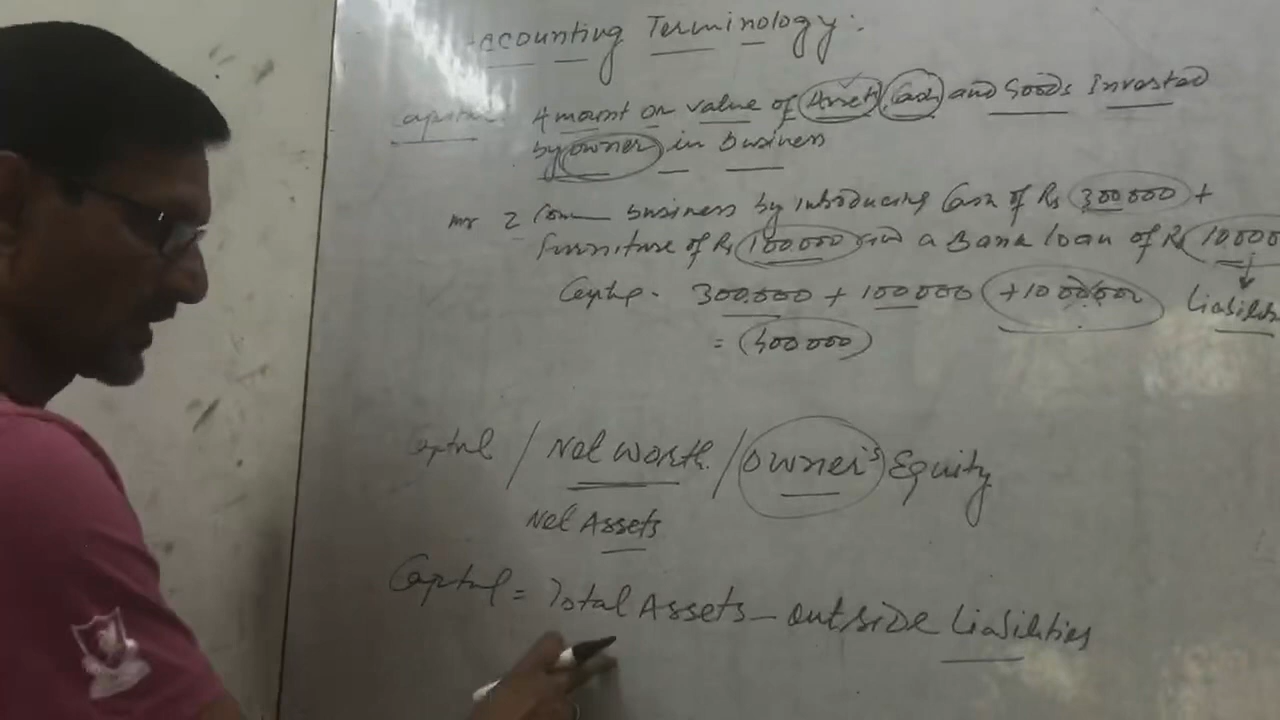 accounting Terminology:
Capital Amount or value of Assets, Cash and Goods Invested
by owner in Business
Mr Z Com business by introducing Cash of Rs 300000 +
Furniture of Rs 100000 and a Bank loan of Rs 10000
Capital - 300000 + 100000 + 1000000 Liabilities
= 400000
Capital / Net worth / Owner's Equity
Net Assets
Capital = Total Assets - outside Liabilities